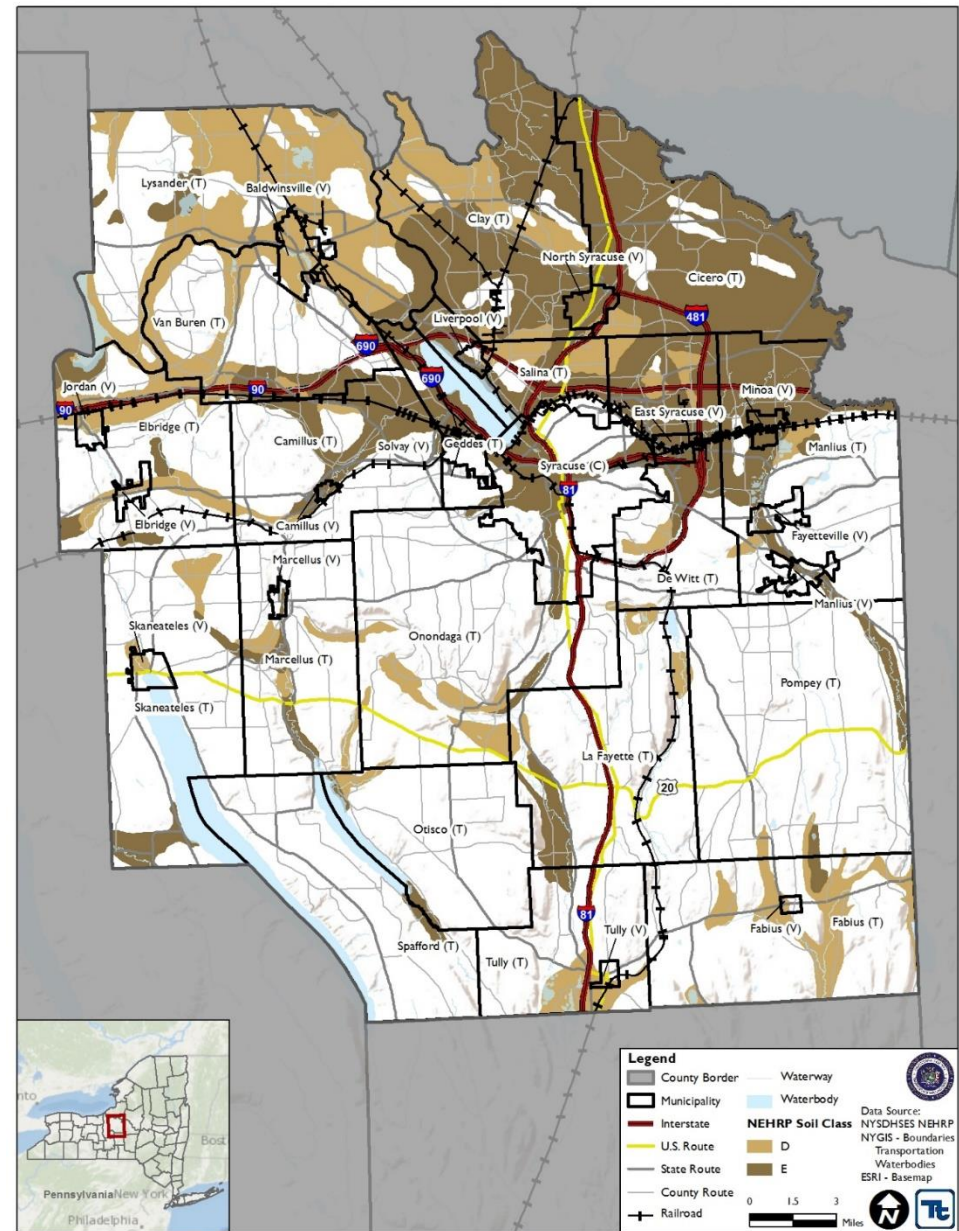 Lysander (T)
Baldwinsville (V)
Clay (T)
North Syracuse (V)
Cicero (T)
Van Buren (T)
Liverpool (V)
481
690
690
Salina (T)
Jordan (V)
90
90
Minoa (V)
East Syracuse (V)
Elbridge (T)
Camillus (T)
Solvay (V)
Geddes (T)
Manlius (T)
Syracuse (C)
81
Elbridge (V)
Camillus (V)
Fayetteville (V)
Marcellus (V)
De Witt (T)
Manlius (V)
Skaneateles (V)
Onondaga (T)
Marcellus (T)
Pompey (T)
Skaneateles (T)
La Fayette (T)
20
Otisco (T)
81
Fabius (V)
Fabius (T)
Tully (V)
Spafford (T)
Tully (T)
nto
Bost
Pennsylvania
New York
Philadelphia
Legend
County Border
Municipality
Interstate
U.S. Route
State Route
County Route
Railroad
Waterway
Waterbody
NEHRP Soil Class
D
E
0 1.5 3
Miles
Data Source:
NYSDHSES NEHRP
NYGIS - Boundaries
Transportation
Waterbodies
ESRI - Basemap
N
Tt